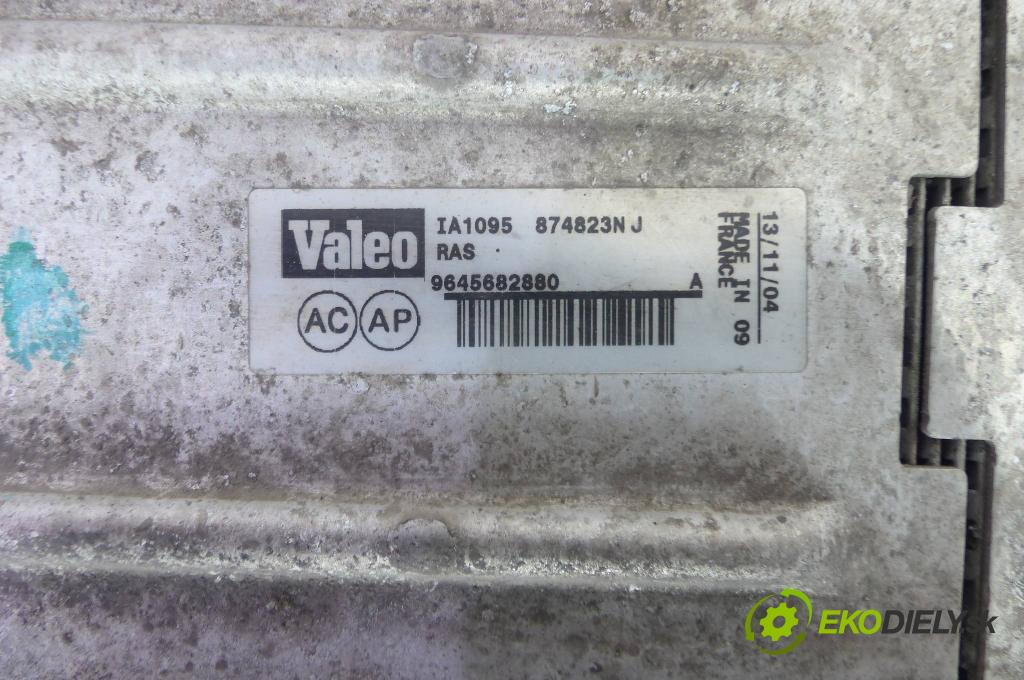 Valeo
IA1095 874823N J
RAS
9645682880 A
AC AP
13/11/04
MADE IN 09
FRANCE
EKODIELY.sk